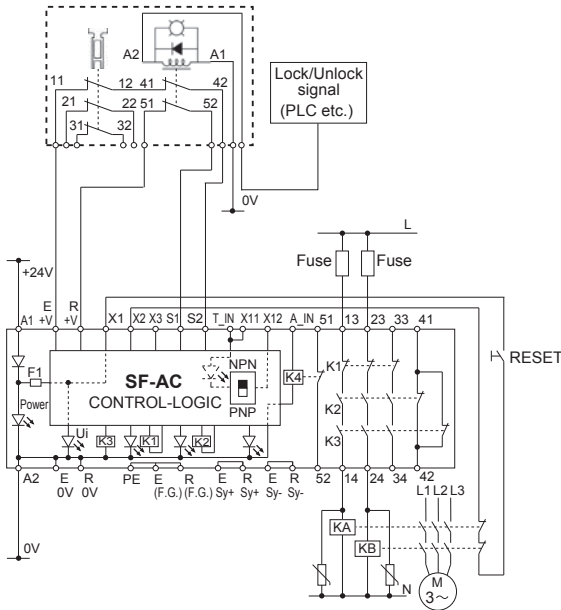 A2 A1
11 12 41 42
21 22 51 52
31 32
Lock/Unlock
signal
(PLC etc.)
0V
L
Fuse Fuse
+24V
E R
A1 +V +V X1 X2 X3 S1 S2 T_IN X11 X12 A_IN 51 13 23 33 41
RESET
F1
SF-AC
CONTROL-LOGIC
NPN
PNP
K4
K1
K2
K3
Power
Ui
K3 K1 K2
A2 E R PE E R E R E R 52 14 24 34 42
0V 0V (F.G.) (F.G.) Sy+ Sy+ Sy- Sy-
L1 L2 L3
KA
KB
0V
N
M
3~